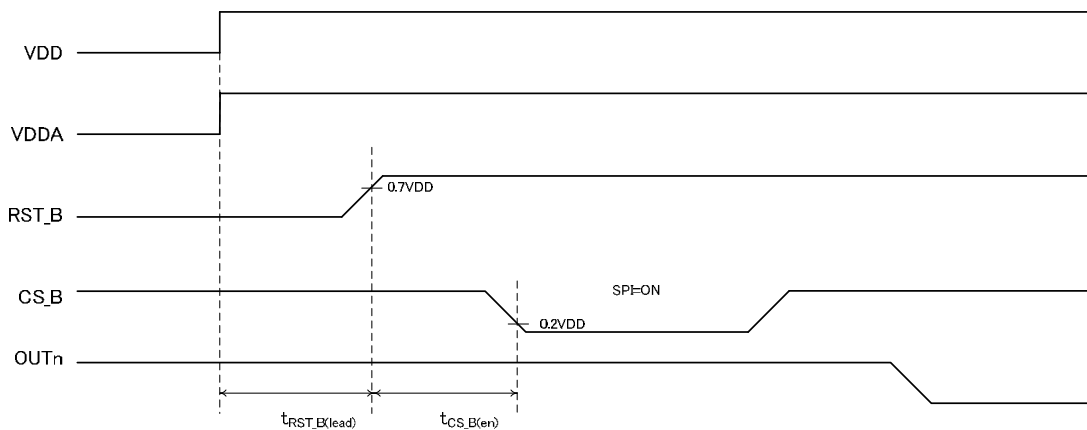 VDD
VDDA
RST_B
0.7VDD
CS_B
SPI=ON
0.2VDD
OUTn
tRST_B(lead)
tCS_B(en)